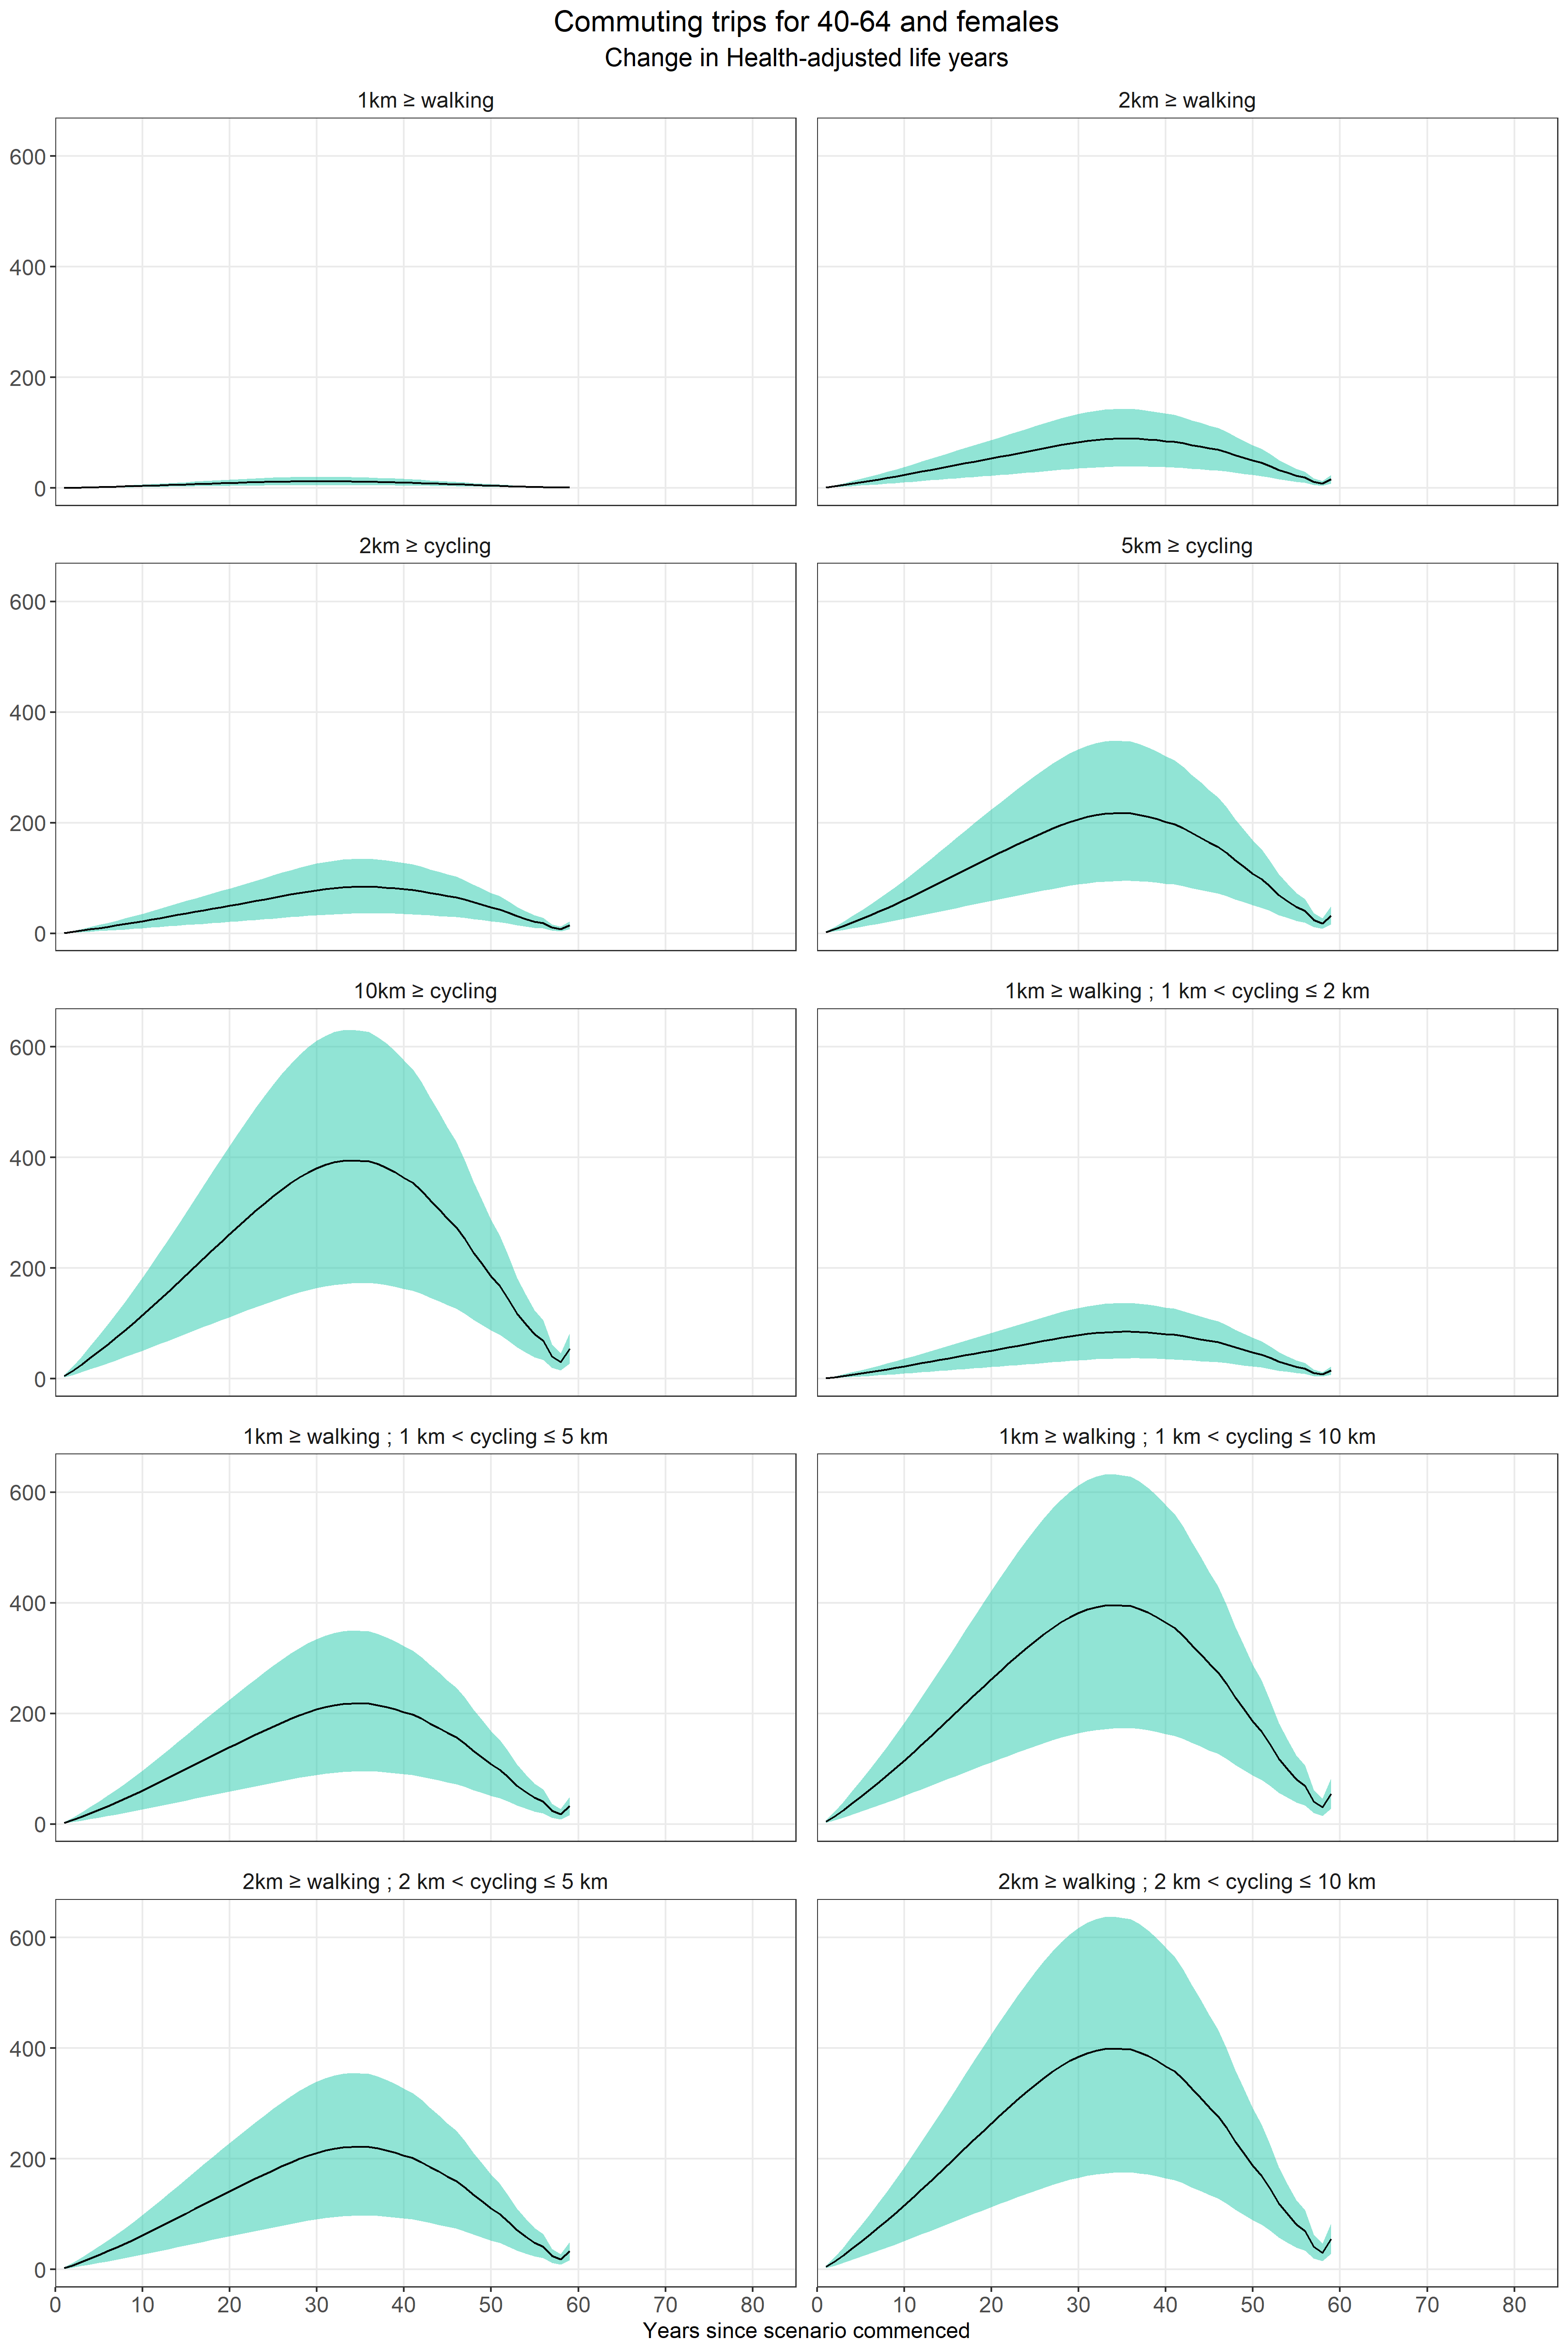 Commuting trips for 40-64 and females
Change in Health-adjusted life years
1km ≥ walking
2km ≥ walking
600
400
200
0
2km ≥ cycling
5km ≥ cycling
600
400
200
0
10km ≥ cycling
1km ≥ walking ; 1 km < cycling ≤ 2 km
600
400
200
0
1km ≥ walking ; 1 km < cycling ≤ 5 km
1km ≥ walking ; 1 km < cycling ≤ 10 km
600
400
200
0
2km ≥ walking ; 2 km < cycling ≤ 5 km
2km ≥ walking ; 2 km < cycling ≤ 10 km
600
400
200
0
0 10 20 30 40 50 60 70 80
0 10 20 30 40 50 60 70 80
Years since scenario commenced